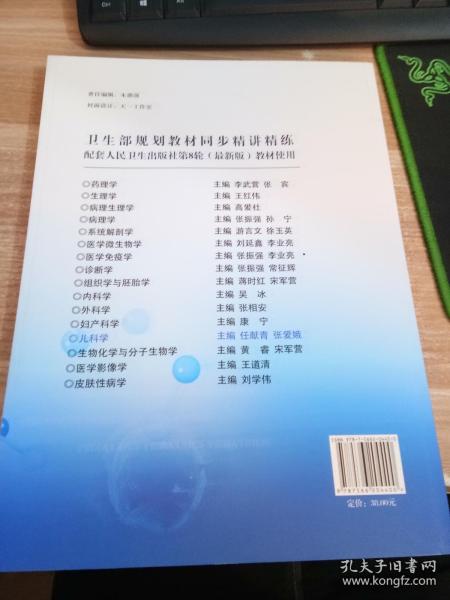 责任编辑：朱瑞强
封面设计：天一工作室
卫生部规划教材同步精讲精练
配套人民卫生出版社第8轮（最新版）教材使用
◎药理学 主编 李武营 张 宾
◎生理学 主编 王红伟
◎病理生理学 主编 高爱社
◎病理学 主编 张振强 孙 宁
◎系统解剖学 主编 游言文 徐玉英
◎医学微生物学 主编 刘延鑫 李业亮
◎医学免疫学 主编 张振强 李业亮
◎诊断学 主编 张振强 常征辉
◎组织学与胚胎学 主编 蒋时红 宋军营
◎内科学 主编 吴 冰
◎外科学 主编 张相安
◎妇产科学 主编 康 宁
◎儿科学 主编 任献青 张爱娥
◎生物化学与分子生物学 主编 黄 睿 宋军营
◎医学影像学 主编 王道清
◎皮肤性病学 主编 刘学伟
定价：30.00元
孔夫子旧书网
www.kongfz.com